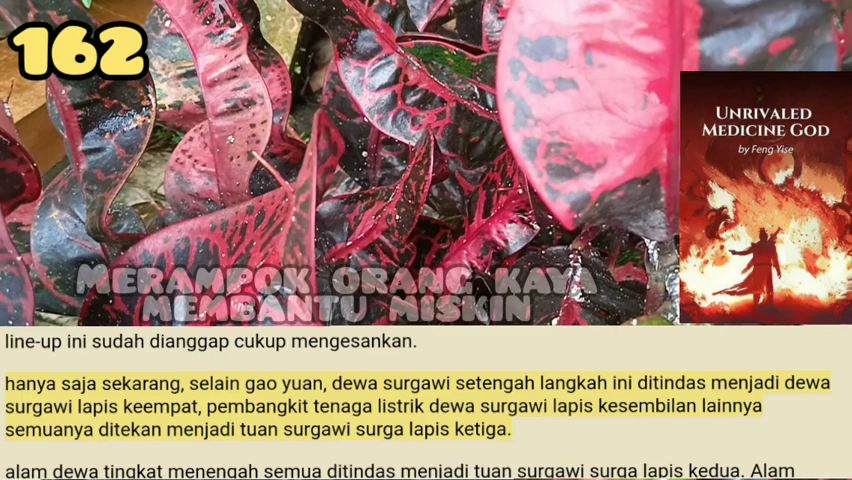 162
UNRIVALED
MEDICINE GOD
by Feng Yise
MERAMPOK ORANG KAYA
MEMBANTU MISKIN
line-up ini sudah dianggap cukup mengesankan.
hanya saja sekarang, selain gao yuan, dewa surgawi setengah langkah ini ditindas menjadi dewa
surgawi lapis keempat, pembangkit tenaga listrik dewa surgawi lapis kesembilan lainnya
semuanya ditekan menjadi tuan surgawi surga lapis ketiga.
alam dewa tingkat menengah semua ditindas menjadi tuan surgawi surga lapis kedua. Alam